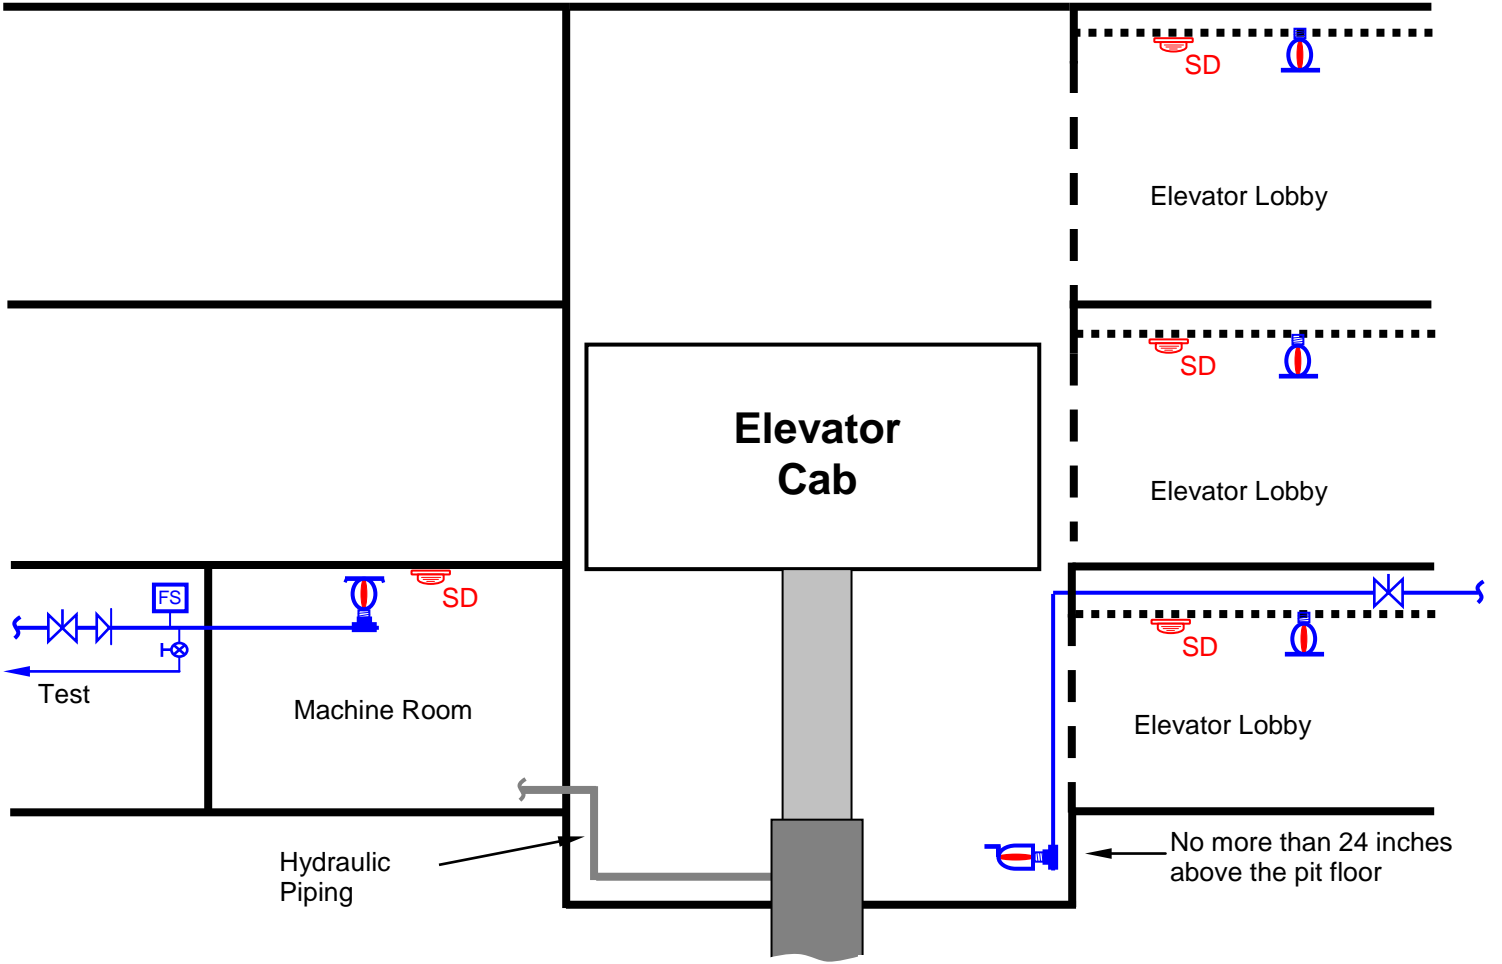 SD
Elevator Lobby
SD
Elevator
Cab
Elevator Lobby
FS
SD
SD
Test
Machine Room
Elevator Lobby
Hydraulic
Piping
No more than 24 inches
above the pit floor